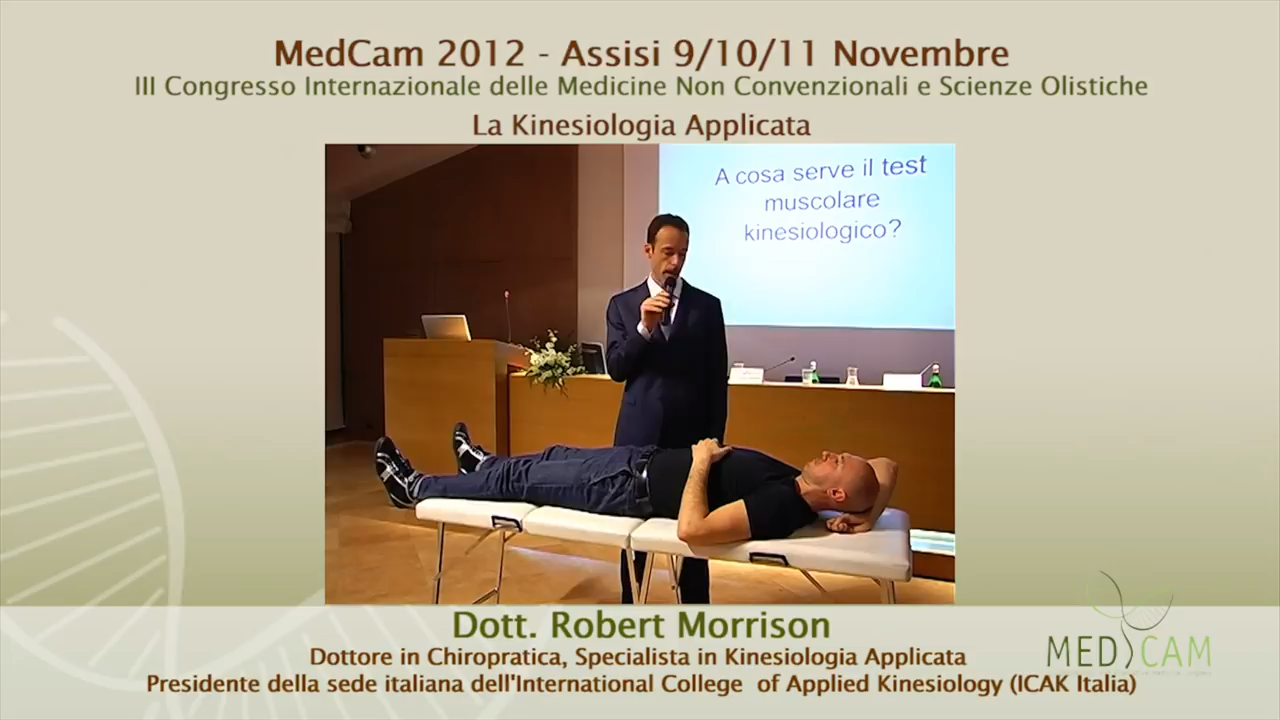 MedCam 2012 - Assisi 9/10/11 Novembre
III Congresso Internazionale delle Medicine Non Convenzionali e Scienze Olistiche
La Kinesiologia Applicata
A cosa serve il test
muscolare
kinesiologico?
Dott. Robert Morrison
Dottore in Chiropratica, Specialista in Kinesiologia Applicata
Presidente della sede italiana dell'International College of Applied Kinesiology (ICAK Italia)
MED CAM